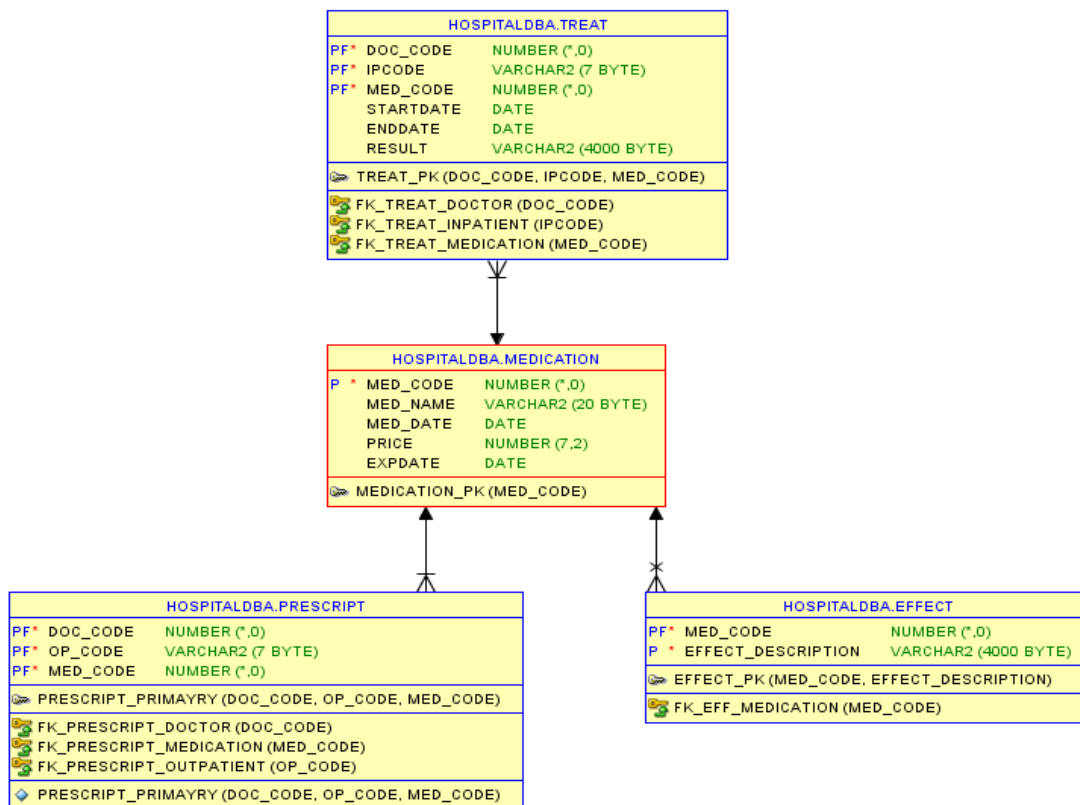 HOSPITALDBA.TREAT
PF* DOC_CODE NUMBER (*,0)
PF* IPCODE VARCHAR2 (7 BYTE)
PF* MED_CODE NUMBER (*,0)
STARTDATE DATE
ENDDATE DATE
RESULT VARCHAR2 (4000 BYTE)
TREAT_PK (DOC_CODE, IPCODE, MED_CODE)
FK_TREAT_DOCTOR (DOC_CODE)
FK_TREAT_INPATIENT (IPCODE)
FK_TREAT_MEDICATION (MED_CODE)
HOSPITALDBA.MEDICATION
P * MED_CODE NUMBER (*,0)
MED_NAME VARCHAR2 (20 BYTE)
MED_DATE DATE
PRICE NUMBER (7,2)
EXPDATE DATE
MEDICATION_PK (MED_CODE)
HOSPITALDBA.PRESCRIPT
PF* DOC_CODE NUMBER (*,0)
PF* OP_CODE VARCHAR2 (7 BYTE)
PF* MED_CODE NUMBER (*,0)
PRESCRIPT_PRIMAYRY (DOC_CODE, OP_CODE, MED_CODE)
FK_PRESCRIPT_DOCTOR (DOC_CODE)
FK_PRESCRIPT_MEDICATION (MED_CODE)
FK_PRESCRIPT_OUTPATIENT (OP_CODE)
PRESCRIPT_PRIMAYRY (DOC_CODE, OP_CODE, MED_CODE)
HOSPITALDBA.EFFECT
PF* MED_CODE NUMBER (*,0)
P * EFFECT_DESCRIPTION VARCHAR2 (4000 BYTE)
EFFECT_PK (MED_CODE, EFFECT_DESCRIPTION)
FK_EFF_MEDICATION (MED_CODE)